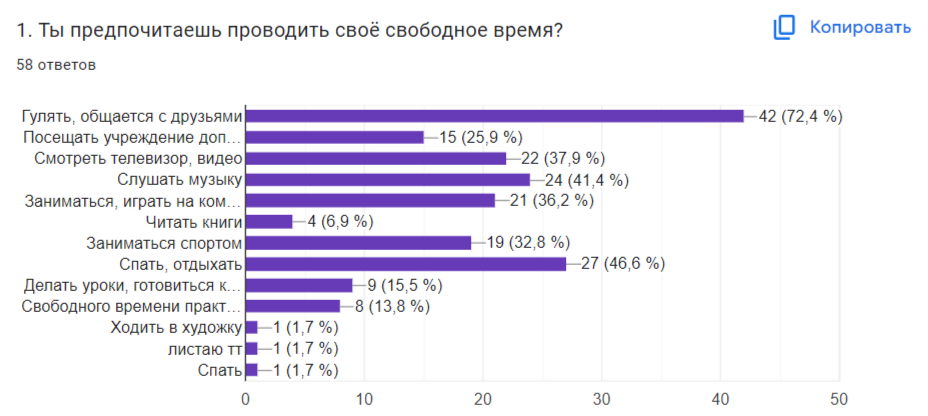 1. Ты предпочитаешь проводить своё свободное время?
Копировать
58 ответов
Гулять, общается с друзьями 42 (72,4 %)
Посещать учреждение доп… 15 (25,9 %)
Смотреть телевизор, видео 22 (37,9 %)
Слушать музыку 24 (41,4 %)
Заниматься, играть на ком… 21 (36,2 %)
Читать книги 4 (6,9 %)
Заниматься спортом 19 (32,8 %)
Спать, отдыхать 27 (46,6 %)
Делать уроки, готовиться к… 9 (15,5 %)
Свободного времени практ… 8 (13,8 %)
Ходить в художку 1 (1,7 %)
листаю тт 1 (1,7 %)
Спать 1 (1,7 %)
0 10 20 30 40 50